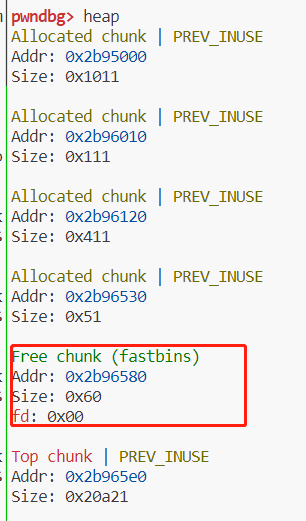 pwndbg> heap
Allocated chunk | PREV_INUSE
Addr: 0x2b95000
Size: 0x1011
Allocated chunk | PREV_INUSE
Addr: 0x2b96010
Size: 0x111
Allocated chunk | PREV_INUSE
Addr: 0x2b96120
Size: 0x411
Allocated chunk | PREV_INUSE
Addr: 0x2b96530
Size: 0x51
Free chunk (fastbins)
Addr: 0x2b96580
Size: 0x60
fd: 0x00
Top chunk | PREV_INUSE
Addr: 0x2b965e0
Size: 0x20a21